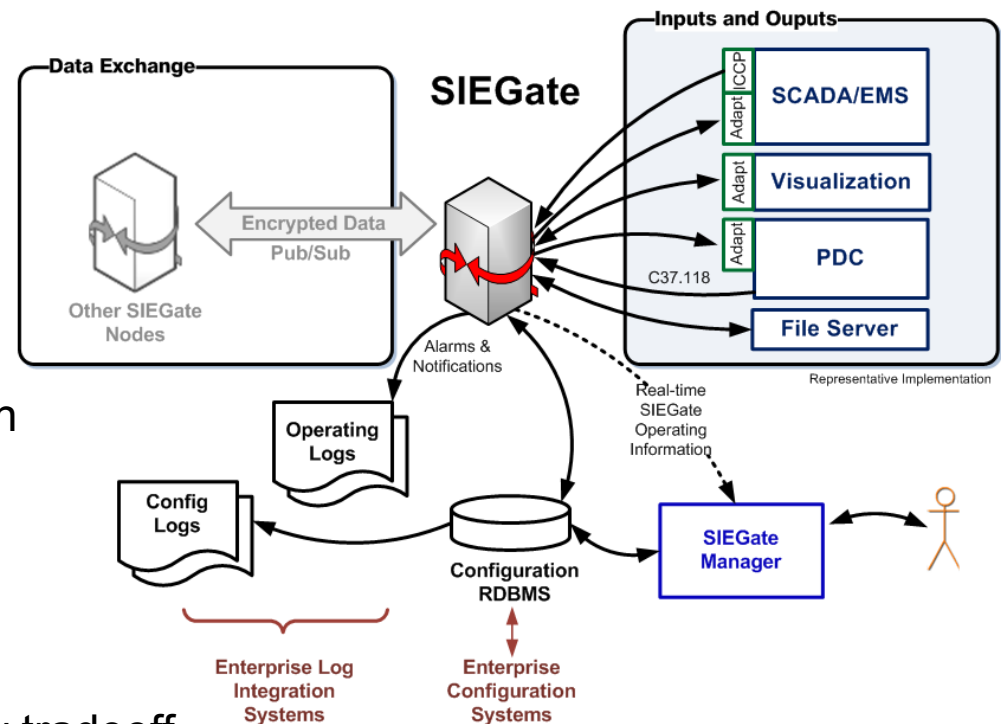 Inputs and Ouputs
Data Exchange
SIEGate
ICCP
Adapt
SCADA/EMS
Adapt
Visualization
Adapt
PDC
C37.118
File Server
Encrypted Data
Pub/Sub
Other SIEGate
Nodes
Representative Implementation
Alarms &
Notifications
Real-time
SIEGate
Operating
Information
Operating
Logs
Config
Logs
Configuration
RDBMS
SIEGate
Manager
Enterprise Log
Integration
Systems
Enterprise
Configuration
Systems
tradeoff